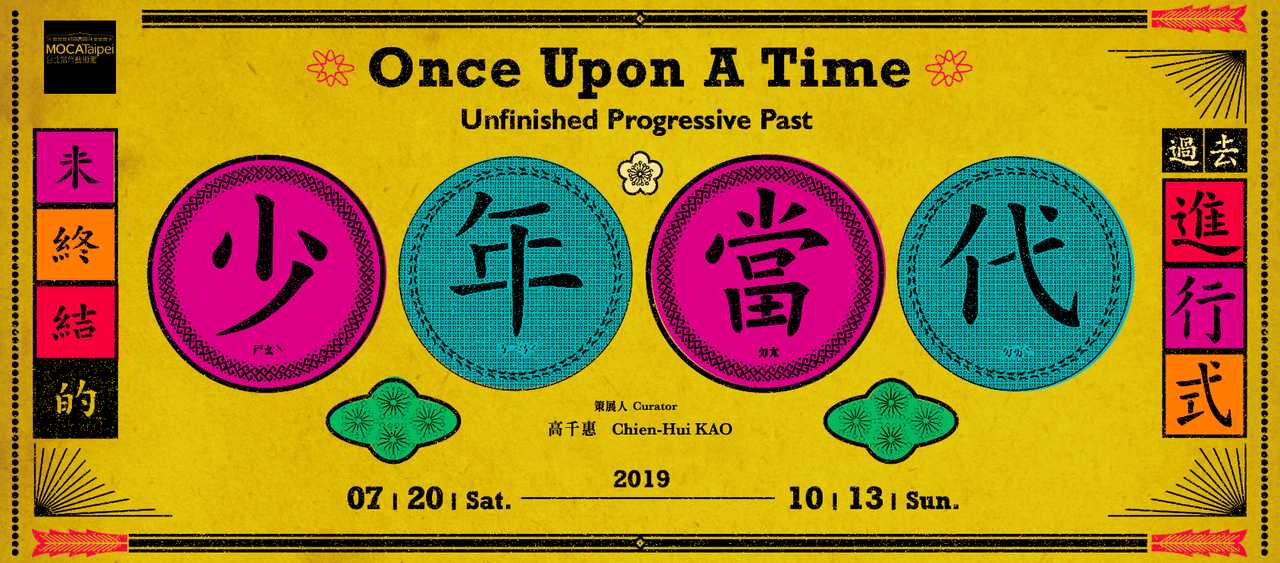 MOCATaipei
台北當代藝術館
Once Upon A Time
Unfinished Progressive Past
未終結的
過去
進行式
少年當代
ㄕㄠˋ
ㄉㄤ
策展人 Curator
高千惠 Chien-Hui KAO
2019
07 | 20 | Sat.
10 | 13 | Sun.